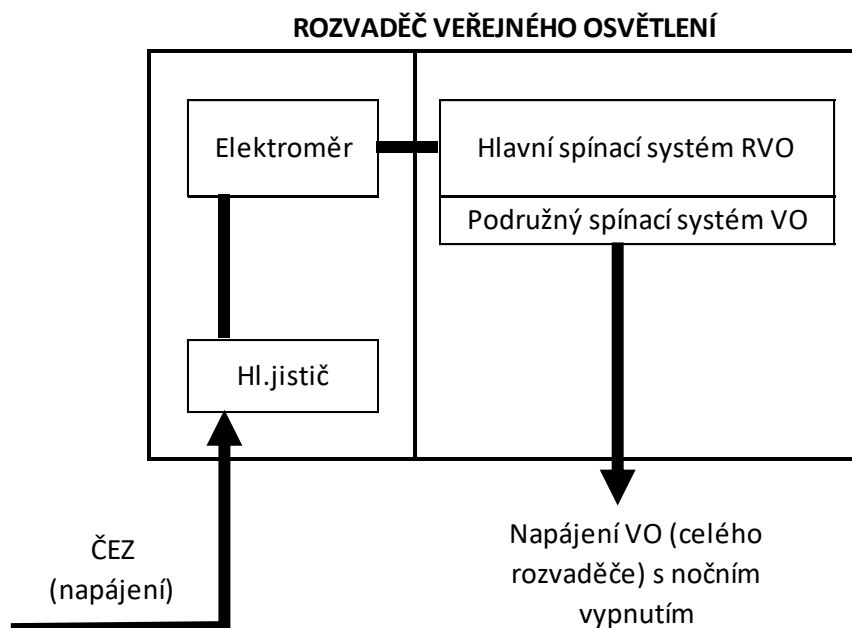 ROZVADĚČ VEŘEJNÉHO OSVĚTLENÍ
Elektroměr
Hlavní spínací systém RVO
Podružný spínací systém VO
Hl.jistič
ČEZ
(napájení)
Napájení VO (celého
rozvaděče) s nočním
vypnutím